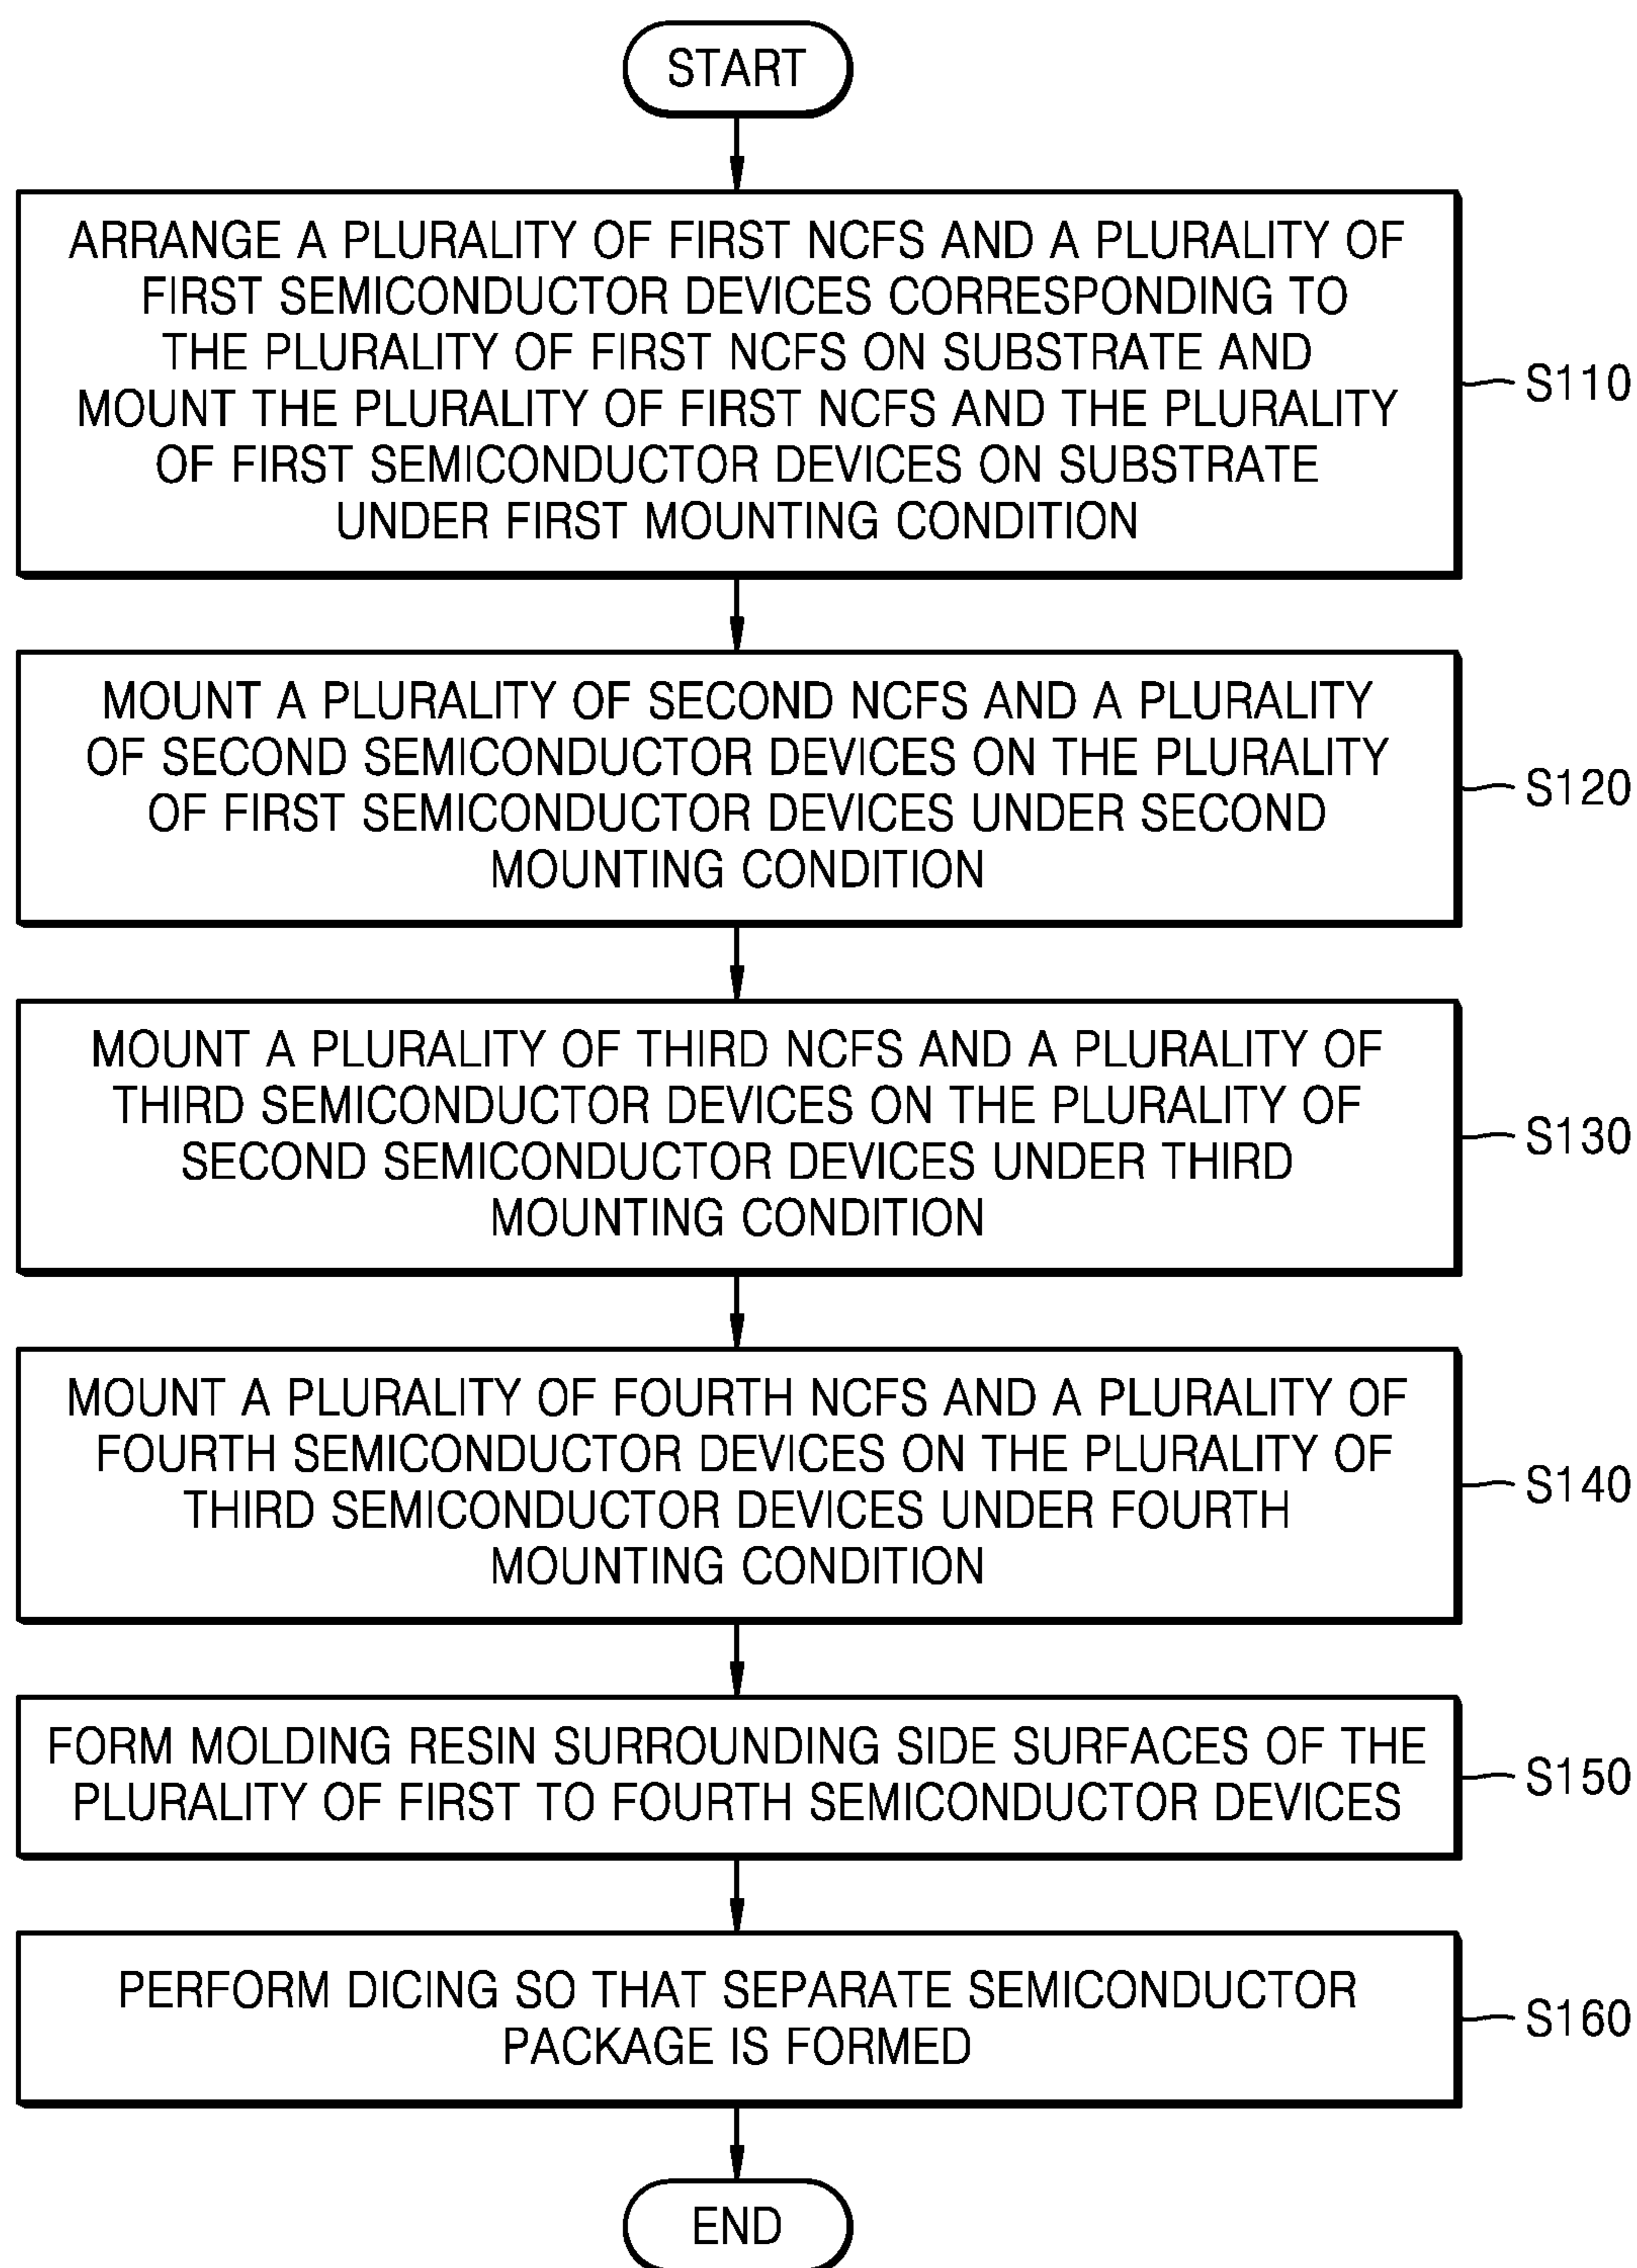 START
ARRANGE A PLURALITY OF FIRST NCFS AND A PLURALITY OF
FIRST SEMICONDUCTOR DEVICES CORRESPONDING TO
THE PLURALITY OF FIRST NCFS ON SUBSTRATE AND
MOUNT THE PLURALITY OF FIRST NCFS AND THE PLURALITY
OF FIRST SEMICONDUCTOR DEVICES ON SUBSTRATE
UNDER FIRST MOUNTING CONDITION
S110
MOUNT A PLURALITY OF SECOND NCFS AND A PLURALITY
OF SECOND SEMICONDUCTOR DEVICES ON THE PLURALITY
OF FIRST SEMICONDUCTOR DEVICES UNDER SECOND
MOUNTING CONDITION
S120
MOUNT A PLURALITY OF THIRD NCFS AND A PLURALITY OF
THIRD SEMICONDUCTOR DEVICES ON THE PLURALITY OF
SECOND SEMICONDUCTOR DEVICES UNDER THIRD
MOUNTING CONDITION
S130
MOUNT A PLURALITY OF FOURTH NCFS AND A PLURALITY OF
FOURTH SEMICONDUCTOR DEVICES ON THE PLURALITY OF
THIRD SEMICONDUCTOR DEVICES UNDER FOURTH
MOUNTING CONDITION
S140
FORM MOLDING RESIN SURROUNDING SIDE SURFACES OF THE
PLURALITY OF FIRST TO FOURTH SEMICONDUCTOR DEVICES
S150
PERFORM DICING SO THAT SEPARATE SEMICONDUCTOR
PACKAGE IS FORMED
S160
END